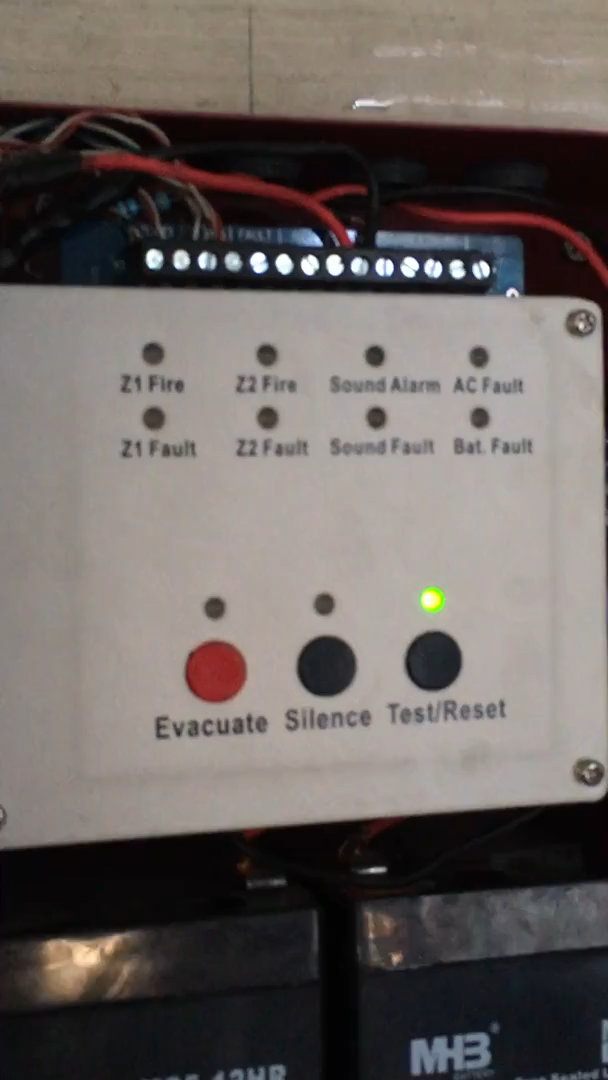 Z1 Fire Z2 Fire Sound Alarm AC Fault
Z1 Fault Z2 Fault Sound Fault Bat. Fault
Evacuate Silence Test/Reset
MHB
Sealed